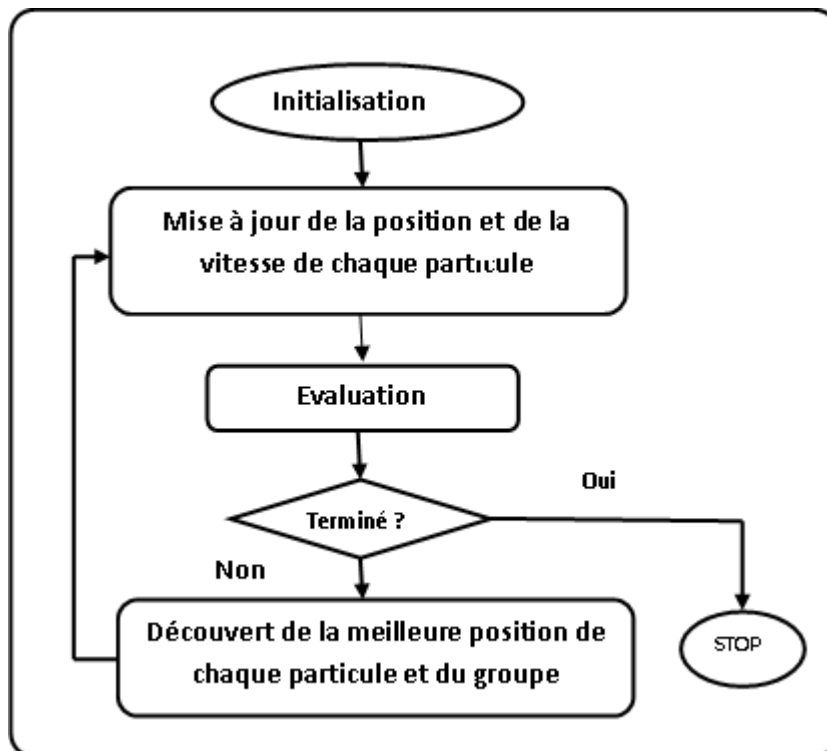 Initialisation
Mise à jour de la position et de la
vitesse de chaque particule
Evaluation
Oui
Terminé ?
Non
Découvert de la meilleure position de
chaque particule et du groupe
STOP